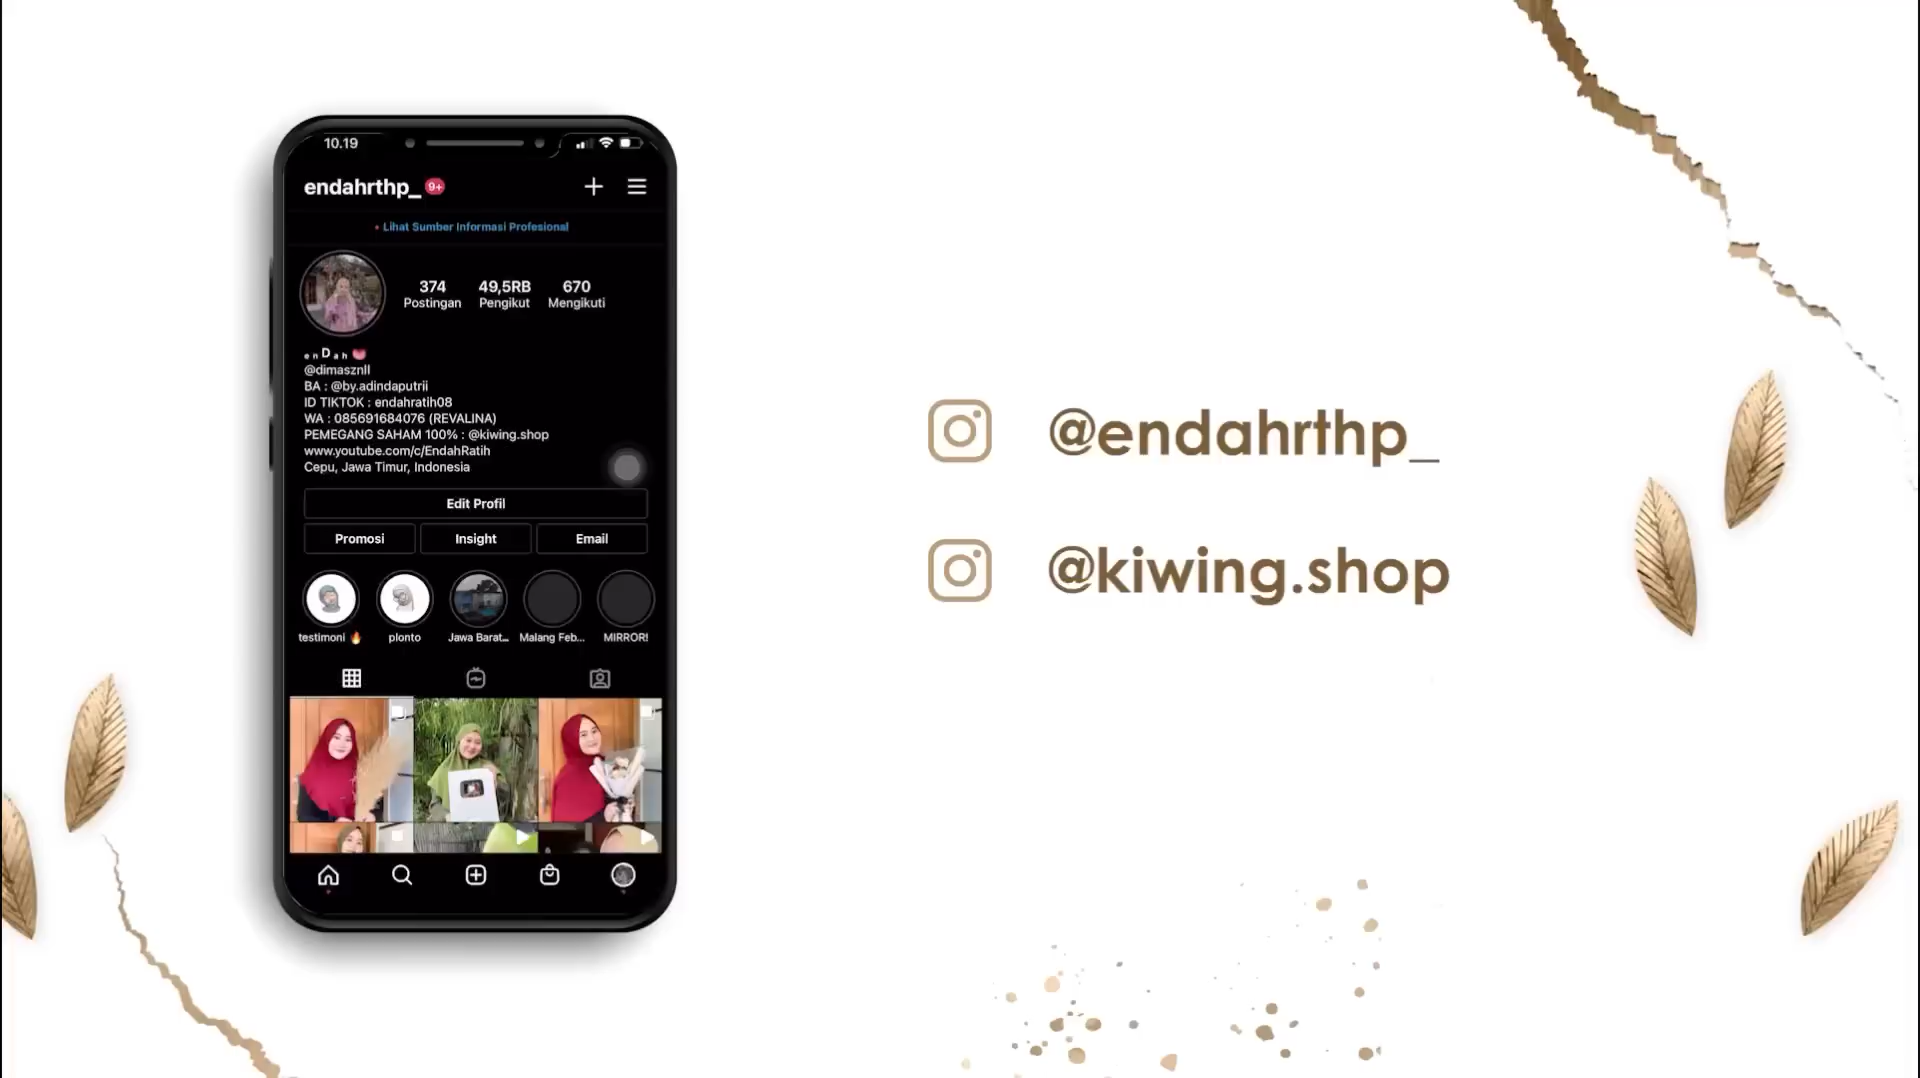 10.19
endahrthp_ 9+
Lihat Sumber Informasi Profesional
374 49,5RB 670
Postingan Pengikut Mengikuti
ₑ ₙ D ₐ ₕ
@dimasznll
BA : @by.adindaputrii
ID TIKTOK : endahratih08
WA : 085691684076 (REVALINA)
PEMEGANG SAHAM 100% : @kiwing.shop
www.youtube.com/c/EndahRatih
Cepu, Jawa Timur, Indonesia
Edit Profil
Promosi Insight Email
testimoni 🔥 plonto Jawa Barat... Malang Feb... MIRROR!
@endahrthp_
@kiwing.shop